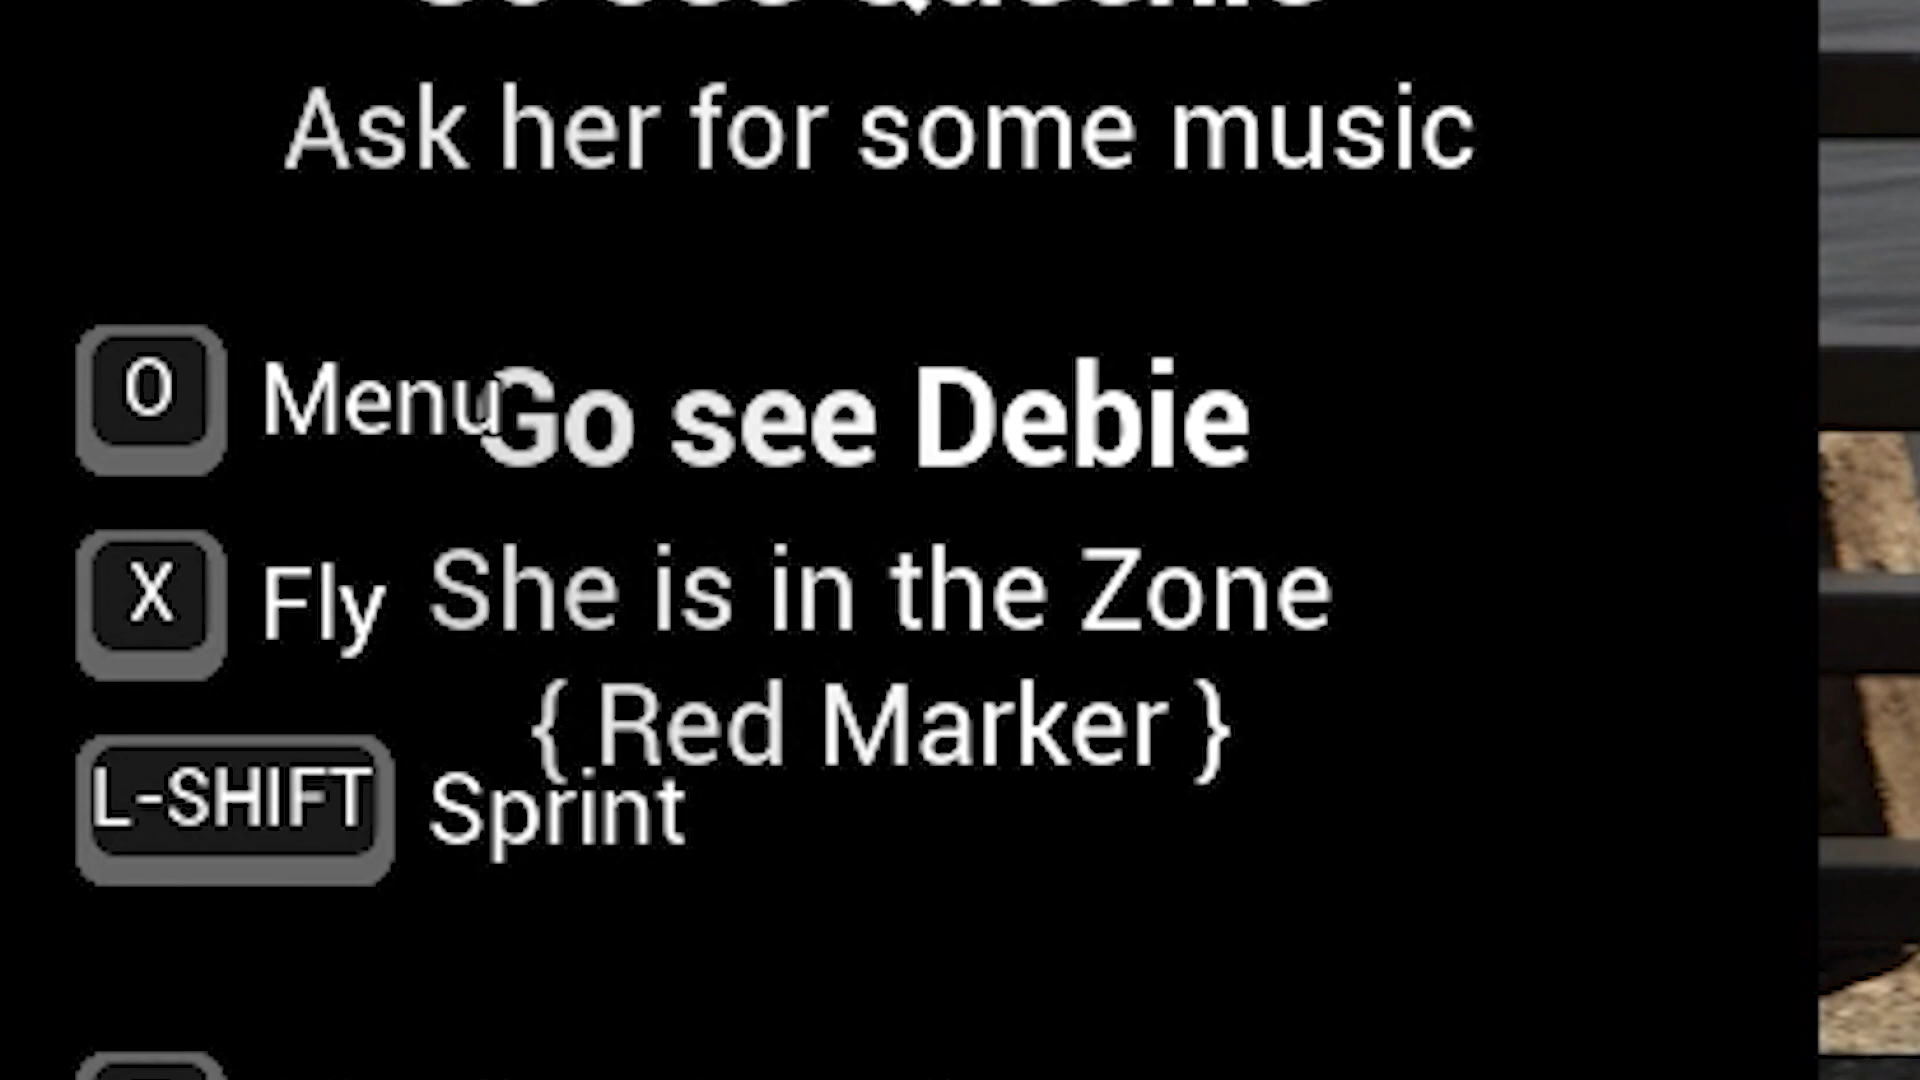 Ask her for some music
O Menu
Go see Debie
X Fly
She is in the Zone
{ Red Marker }
L-SHIFT Sprint